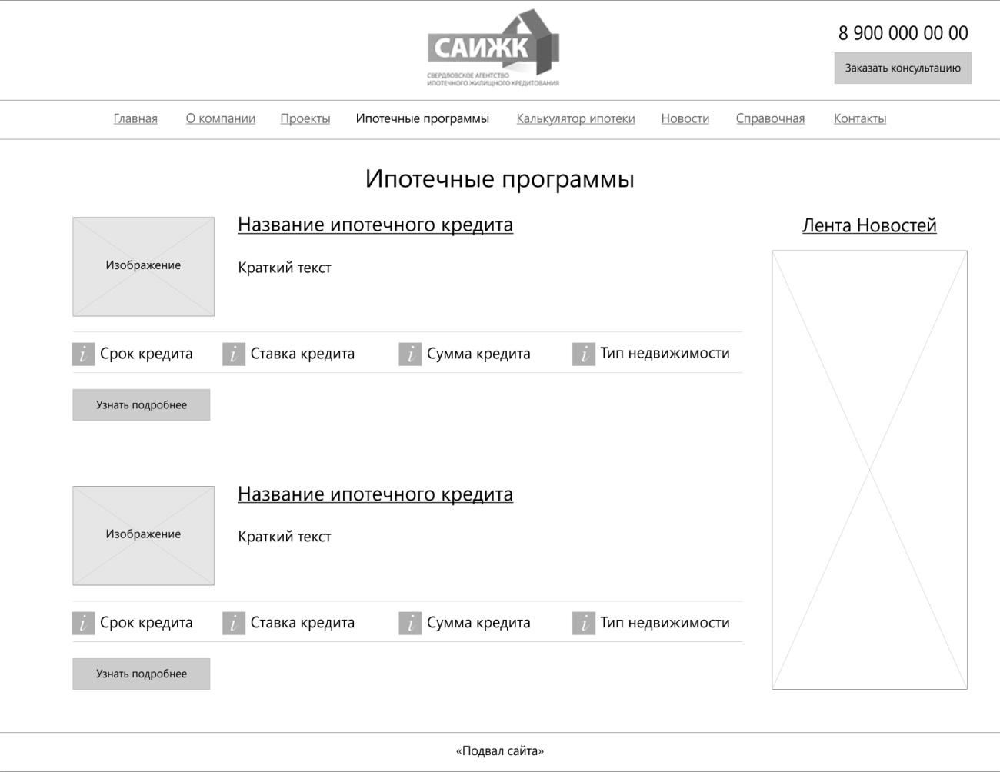 САИЖК
СВЕРДЛОВСКОЕ АГЕНТСТВО
ИПОТЕЧНОГО ЖИЛИЩНОГО КРЕДИТОВАНИЯ
8 900 000 00 00
Заказать консультацию
Главная О компании Проекты Ипотечные программы Калькулятор ипотеки Новости Справочная Контакты
Ипотечные программы
Изображение
Название ипотечного кредита
Краткий текст
i Срок кредита i Ставка кредита i Сумма кредита i Тип недвижимости
Узнать подробнее
Изображение
Название ипотечного кредита
Краткий текст
i Срок кредита i Ставка кредита i Сумма кредита i Тип недвижимости
Узнать подробнее
Лента Новостей
«Подвал сайта»